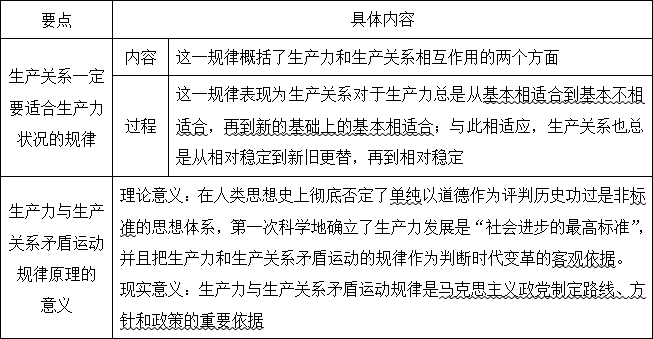 要点 具体内容
生产关系一定
要适合生产力
状况的规律
内容 这一规律概括了生产力和生产关系相互作用的两个方面
过程
这一规律表现为生产关系对于生产力总是从基本相适合到基本不相
适合，再到新的基础上的基本相适合；与此相适应，生产关系也总
是从相对稳定到新旧更替，再到相对稳定
生产力与生产
关系矛盾运动
规律原理的
意义
理论意义：在人类思想史上彻底否定了单纯以道德作为评判历史功过是非标
准的思想体系，第一次科学地确立了生产力发展是“社会进步的最高标准”，
并且把生产力和生产关系矛盾运动的规律作为判断时代变革的客观依据。
现实意义：生产力与生产关系矛盾运动规律是马克思主义政党制定路线、方
针和政策的重要依据